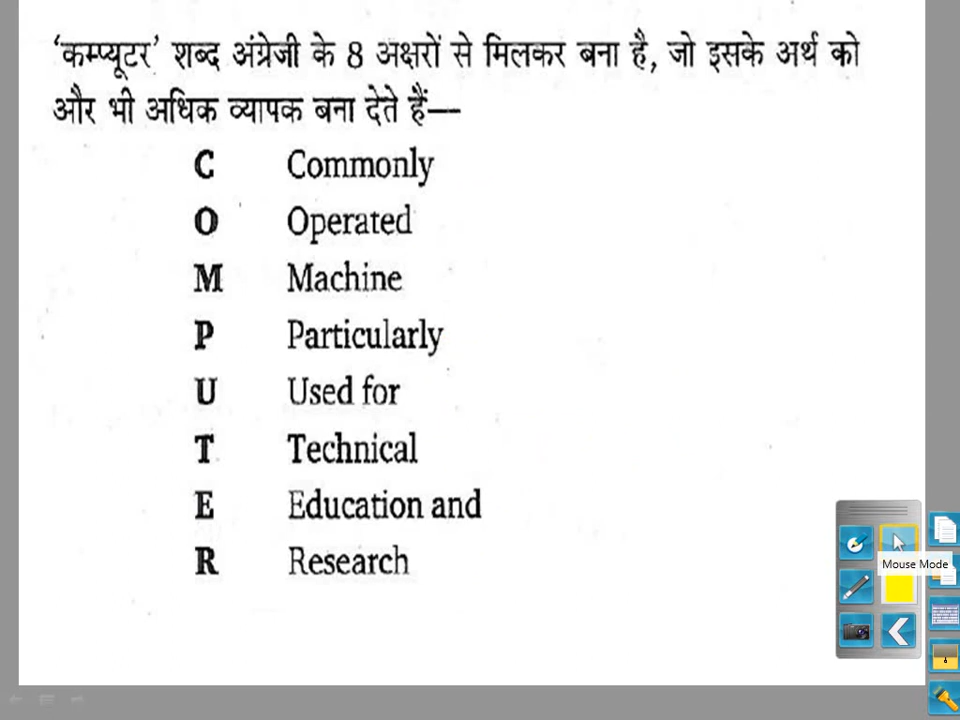 ‘कम्प्यूटर’ शब्द अंग्रेजी के 8 अक्षरों से मिलकर बना है, जो इसके अर्थ को
और भी अधिक व्यापक बना देते हैं—
C Commonly
O Operated
M Machine
P Particularly
U Used for
T Technical
E Education and
R Research
Mouse Mode